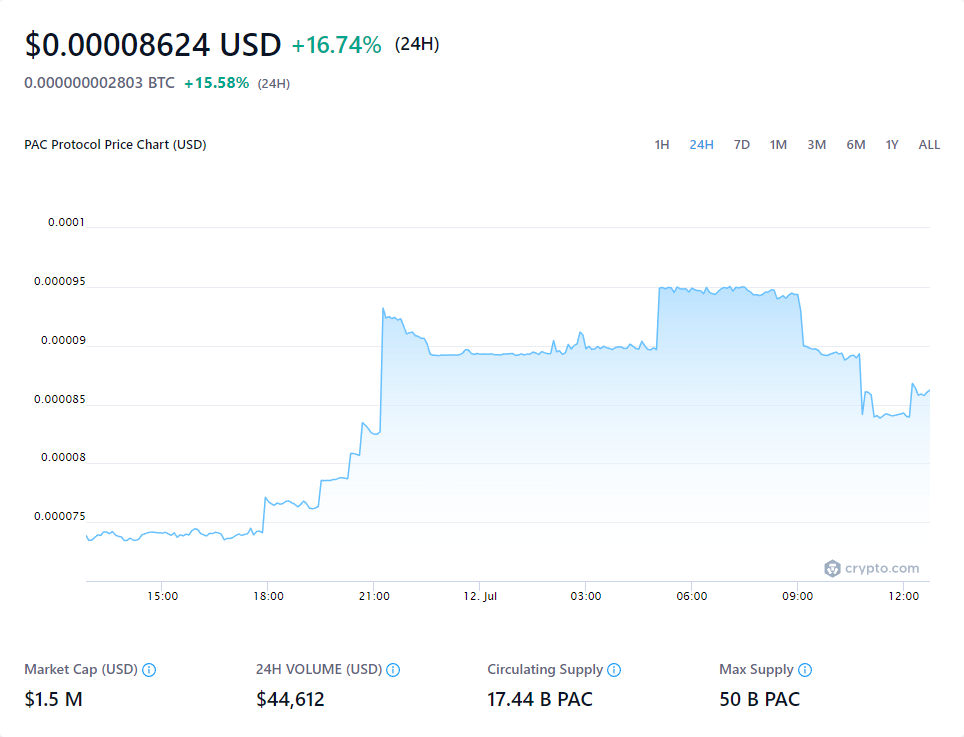 $0.00008624 USD +16.74% (24H)
0.000000002803 BTC +15.58% (24H)
PAC Protocol Price Chart (USD) 1H 24H 7D 1M 3M 6M 1Y ALL
0.0001
0.000095
0.00009
0.000085
0.00008
0.000075
crypto.com
15:00 18:00 21:00 12. Jul 03:00 06:00 09:00 12:00
Market Cap (USD) 24H VOLUME (USD) Circulating Supply Max Supply
$1.5 M $44,612 17.44 B PAC 50 B PAC